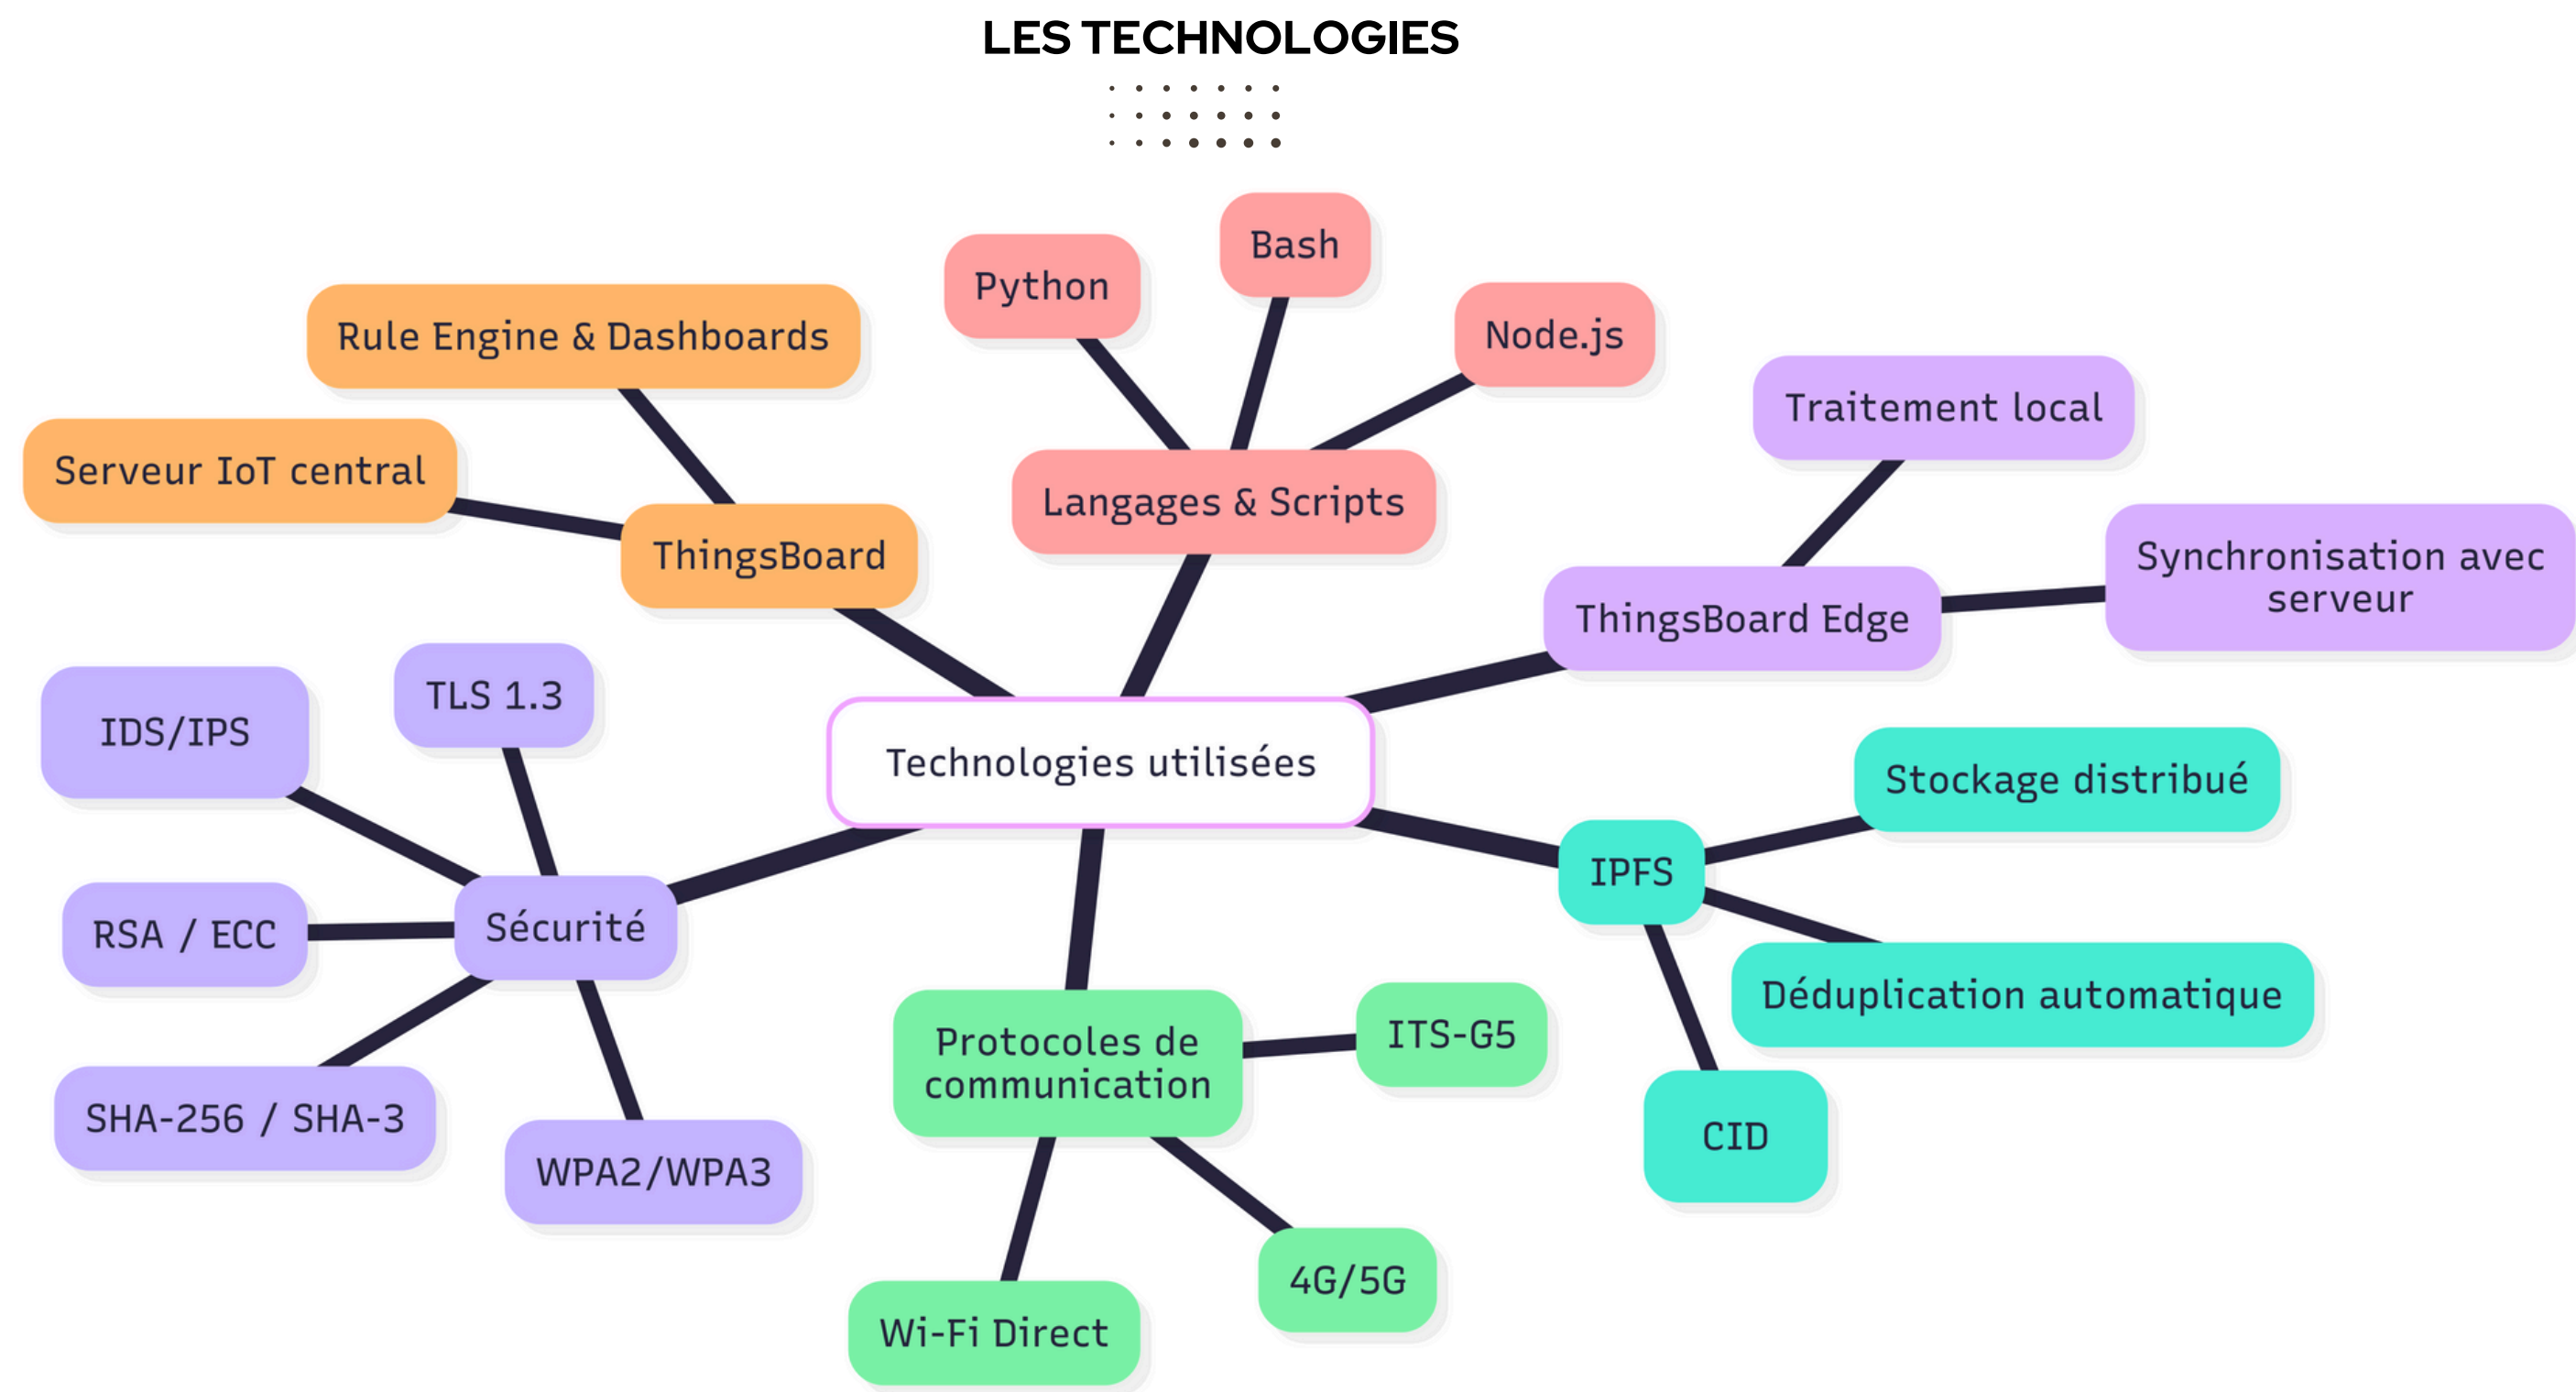 LES TECHNOLOGIES
Bash
Python
Node.js
Rule Engine & Dashboards
Traitement local
Serveur IoT central
Langages & Scripts
ThingsBoard
Synchronisation avec
serveur
ThingsBoard Edge
TLS 1.3
IDS/IPS
Technologies utilisées
Stockage distribué
IPFS
Sécurité
RSA / ECC
Déduplication automatique
Protocoles de
communication
ITS-G5
SHA-256 / SHA-3
CID
WPA2/WPA3
4G/5G
Wi-Fi Direct